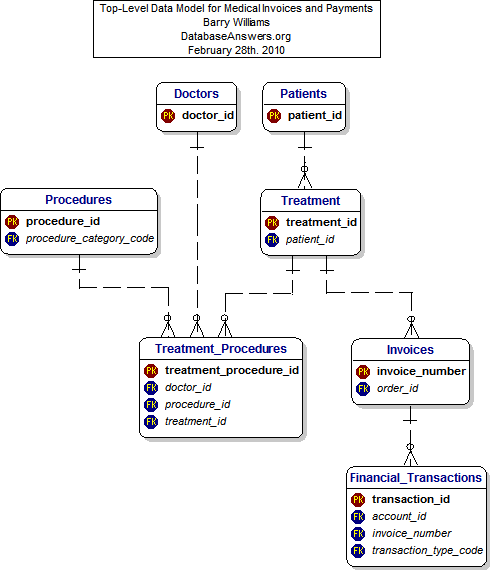 Top-Level Data Model for Medical Invoices and Payments
Barry Williams
DatabaseAnswers.org
February 28th. 2010
Doctors
PK doctor_id
Patients
PK patient_id
Procedures
PK procedure_id
FK procedure_category_code
Treatment
PK treatment_id
FK patient_id
Treatment_Procedures
PK treatment_procedure_id
FK doctor_id
FK procedure_id
FK treatment_id
Invoices
PK invoice_number
FK order_id
Financial_Transactions
PK transaction_id
FK account_id
FK invoice_number
FK transaction_type_code